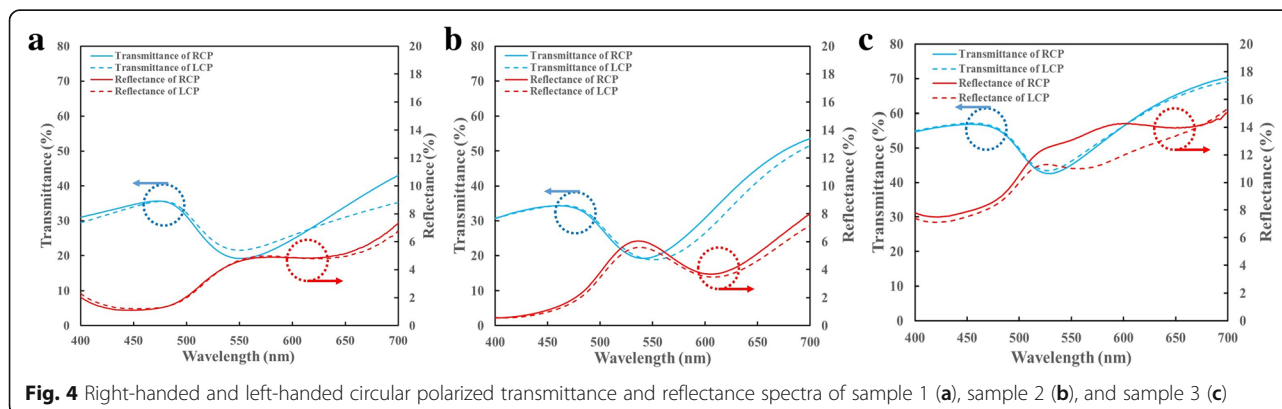 a
Transmittance of RCP
Transmittance of LCP
Reflectance of RCP
Reflectance of LCP
80
70
60
50
40
30
20
10
0
Transmittance (%)
20
18
16
14
12
10
8
6
4
2
0
Reflectance (%)
400 450 500 550 600 650 700
Wavelength (nm)
b
Transmittance of RCP
Transmittance of LCP
Reflectance of RCP
Reflectance of LCP
80
70
60
50
40
30
20
10
0
Transmittance (%)
20
18
16
14
12
10
8
6
4
2
0
Reflectance (%)
400 450 500 550 600 650 700
Wavelength (nm)
c
Transmittance of RCP
Transmittance of LCP
Reflectance of RCP
Reflectance of LCP
80
70
60
50
40
30
20
10
0
Transmittance (%)
20
18
16
14
12
10
8
6
4
2
0
Reflectance (%)
400 450 500 550 600 650 700
Wavelength (nm)
Fig. 4 Right-handed and left-handed circular polarized transmittance and reflectance spectra of sample 1 (a), sample 2 (b), and sample 3 (c)